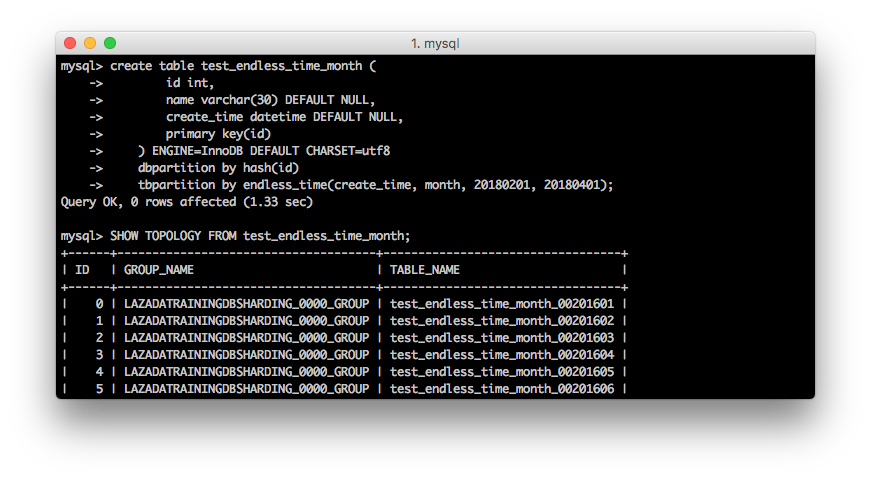 1. mysql
mysql> create table test_endless_time_month (
    ->         id int,
    ->         name varchar(30) DEFAULT NULL,
    ->         create_time datetime DEFAULT NULL,
    ->         primary key(id)
    ->     ) ENGINE=InnoDB DEFAULT CHARSET=utf8
    ->     dbpartition by hash(id)
    ->     tbpartition by endless_time(create_time, month, 20180201, 20180401);
Query OK, 0 rows affected (1.33 sec)
mysql> SHOW TOPOLOGY FROM test_endless_time_month;
+------+-------------------------------------+----------------------------------+
| ID   | GROUP_NAME                          | TABLE_NAME                       |
+------+-------------------------------------+----------------------------------+
|    0 | LAZADATRAININGDBSHARDING_0000_GROUP | test_endless_time_month_00201601 |
|    1 | LAZADATRAININGDBSHARDING_0000_GROUP | test_endless_time_month_00201602 |
|    2 | LAZADATRAININGDBSHARDING_0000_GROUP | test_endless_time_month_00201603 |
|    3 | LAZADATRAININGDBSHARDING_0000_GROUP | test_endless_time_month_00201604 |
|    4 | LAZADATRAININGDBSHARDING_0000_GROUP | test_endless_time_month_00201605 |
|    5 | LAZADATRAININGDBSHARDING_0000_GROUP | test_endless_time_month_00201606 |